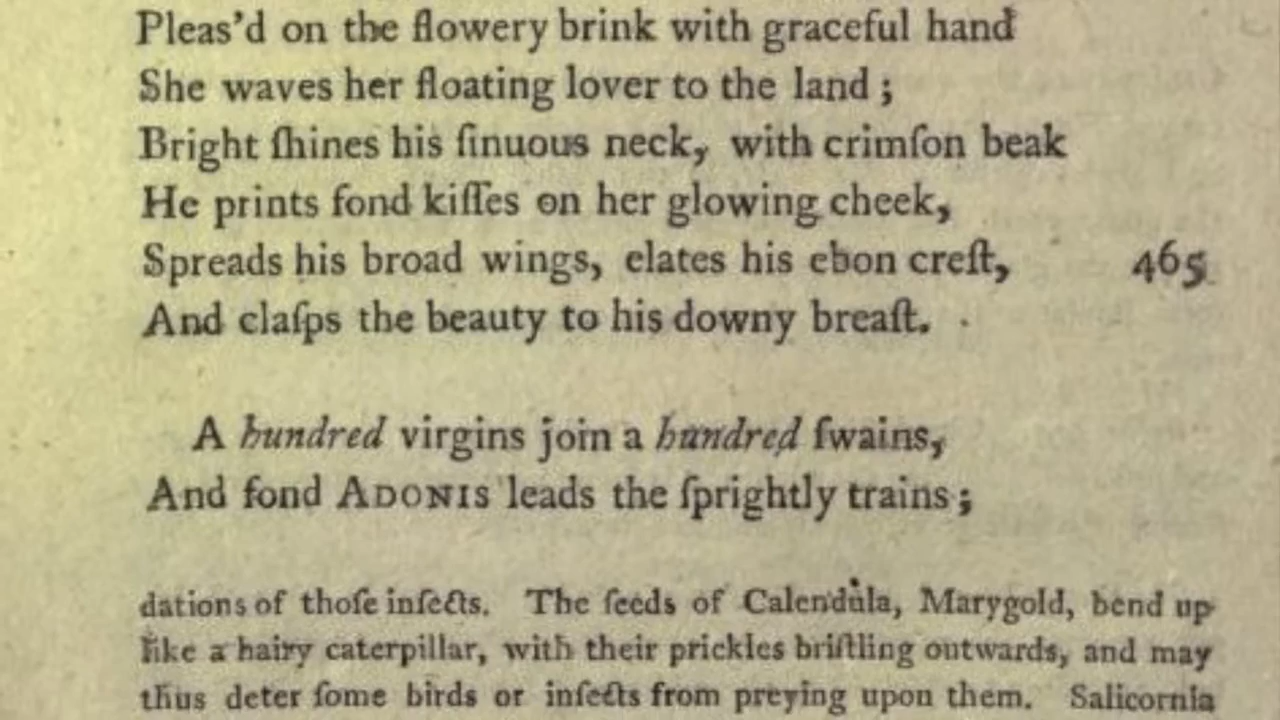 Pleas’d on the flowery brink with graceful hand
She waves her floating lover to the land ;
Bright ſhines his ſinuous neck, with crimſon beak
He prints fond kiſſes on her glowing cheek,
Spreads his broad wings, elates his ebon creſt, 465
And claſps the beauty to his downy breaſt.
A hundred virgins join a hundred ſwains,
And fond ADONIS leads the ſprightly trains ;
dations of thoſe inſects. The ſeeds of Calendula, Marygold, bend up
like a hairy caterpillar, with their prickles briſtling outwards, and may
thus deter ſome birds or inſects from preying upon them. Salicornia